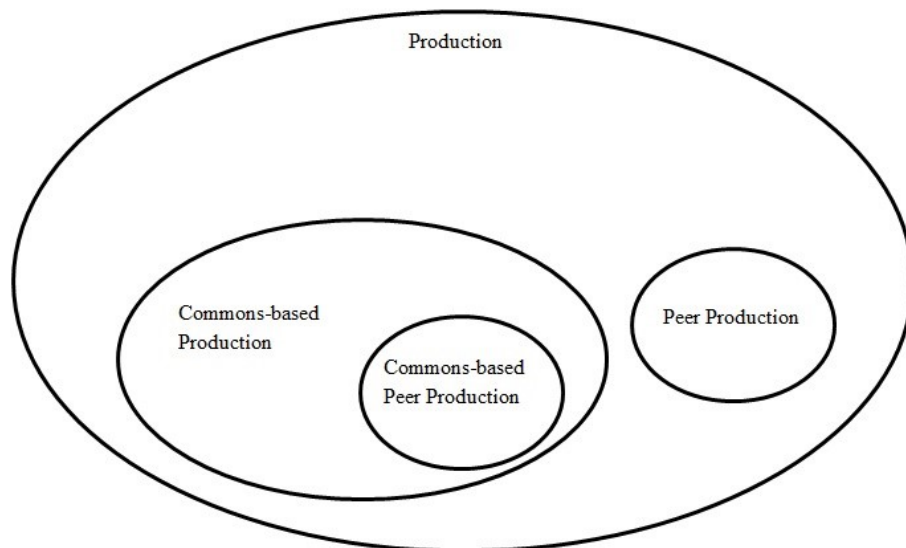 Production
Commons-based
Production
Commons-based
Peer Production
Peer Production